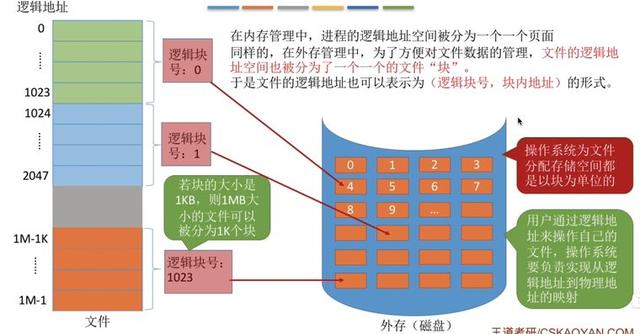 逻辑地址
在内存管理中，进程的逻辑地址空间被分为一个一个页面
同样的，在外存管理中，为了方便对文件数据的管理，文件的逻辑地
址空间也被分为了一个一个的文件“块”。
于是文件的逻辑地址也可以表示为（逻辑块号，块内地址）的形式。
0
1023
1024
2047
1M-1K
1M-1
文件
逻辑块
号：0
逻辑块
号：1
若块的大小是
1KB，则1MB大
小的文件可以
被分为1K个块
逻辑块号：
1023
0 1 2 3
4 5 6 7
8 9 ...
外存（磁盘）
操作系统为文件
分配存储空间都
是以块为单位的
用户通过逻辑地
址来操作自己的
文件，操作系统
要负责实现从逻
辑地址到物理地
址的映射
王道考研/CSKAOYAN.COM